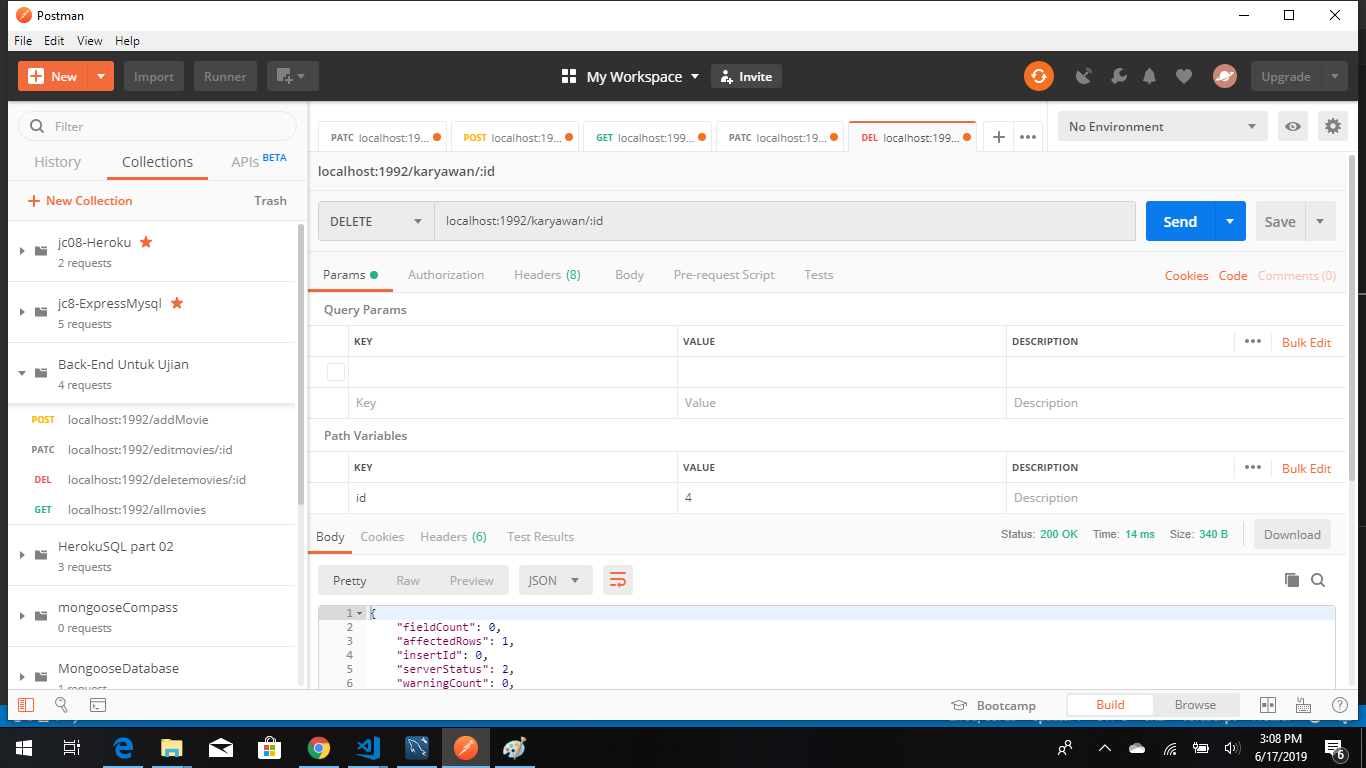 Postman
File Edit View Help
New Import Runner My Workspace Invite Upgrade
Filter
History Collections APIs BETA
New Collection Trash
jc08-Heroku
2 requests
jc8-ExpressMysql
5 requests
Back-End Untuk Ujian
4 requests
POST localhost:1992/addMovie
PATC localhost:1992/editmovies/:id
DEL localhost:1992/deletemovies/:id
GET localhost:1992/allmovies
HerokuSQL part 02
3 requests
mongooseCompass
0 requests
MongooseDatabase
1 request
PATC localhost:19... POST localhost:19... GET localhost:199... PATC localhost:19... DEL localhost:199... No Environment
localhost:1992/karyawan/:id
DELETE localhost:1992/karyawan/:id Send Save
Params Authorization Headers (8) Body Pre-request Script Tests Cookies Code Comments (0)
Query Params
KEY VALUE DESCRIPTION Bulk Edit
Key Value Description
Path Variables
KEY VALUE DESCRIPTION Bulk Edit
id 4 Description
Body Cookies Headers (6) Test Results Status: 200 OK Time: 14 ms Size: 340 B Download
Pretty Raw Preview JSON
1 {
2 "fieldCount": 0,
3 "affectedRows": 1,
4 "insertId": 0,
5 "serverStatus": 2,
6 "warningCount": 0,
Bootcamp Build Browse
3:08 PM
6/17/2019
6